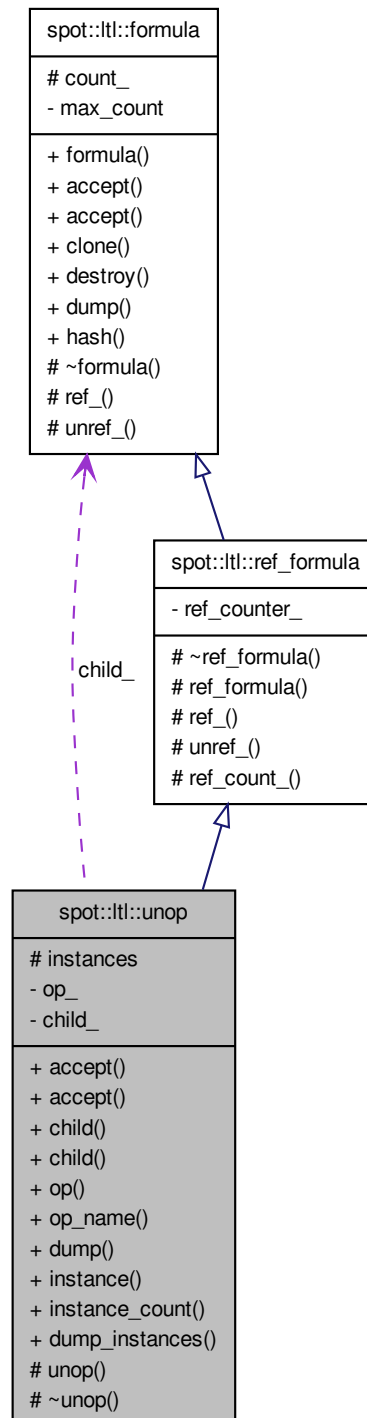 spot::ltl::formula
# count_
- max_count
+ formula()
+ accept()
+ accept()
+ clone()
+ destroy()
+ dump()
+ hash()
# ~formula()
# ref_()
# unref_()
spot::ltl::ref_formula
- ref_counter_
# ~ref_formula()
# ref_formula()
# ref_()
# unref_()
# ref_count_()
child_
spot::ltl::unop
# instances
- op_
- child_
+ accept()
+ accept()
+ child()
+ child()
+ op()
+ op_name()
+ dump()
+ instance()
+ instance_count()
+ dump_instances()
# unop()
# ~unop()